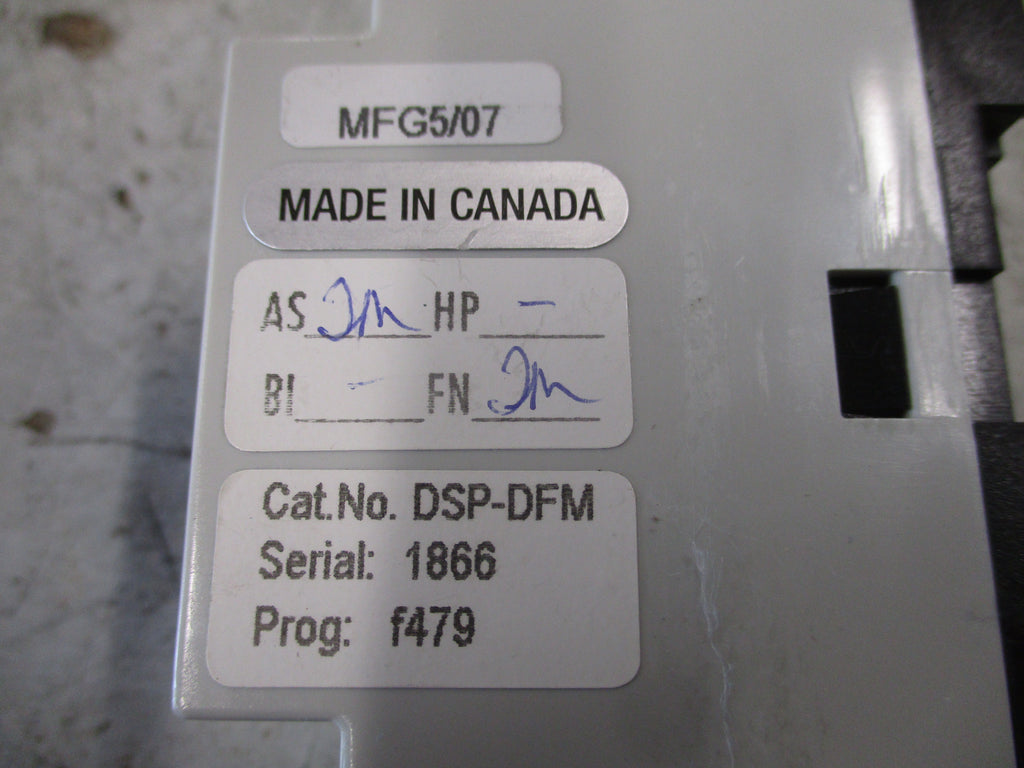 MFG5/07
MADE IN CANADA
AS Jm HP -
BI - FN Jm
Cat.No. DSP-DFM
Serial: 1866
Prog: f479